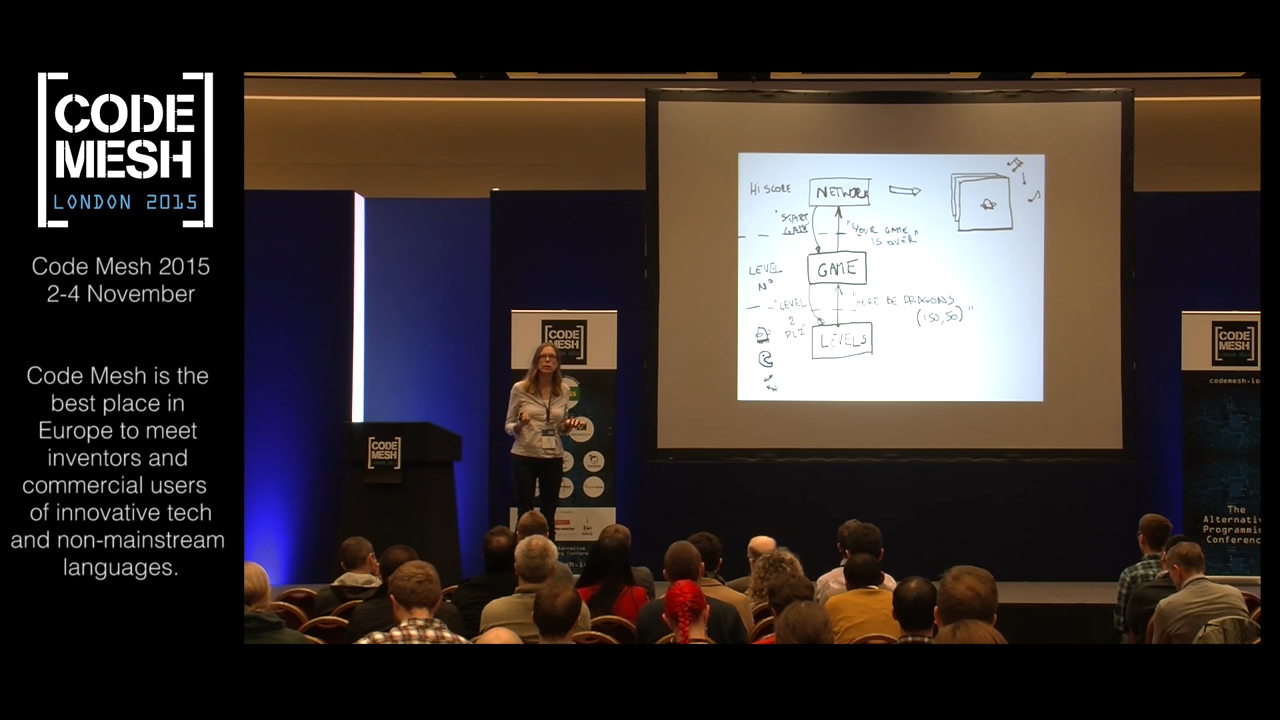 CODE
MESH
LONDON 2015
Code Mesh 2015
2-4 November
Code Mesh is the
best place in
Europe to meet
inventors and
commercial users
of innovative tech
and non-mainstream
languages.
HI SCORE
NETWORK
"START
GAME
"YOUR GAME
IS OVER"
GAME
LEVEL
Nº
"LEVEL
2
PLZ"
"HERE BE DRAGONS
(150,50)"
LEVELS
CODE
MESH
CODE
MESH
CODE
MESH
codemesh.io
The
Alternative
Programming
Conference